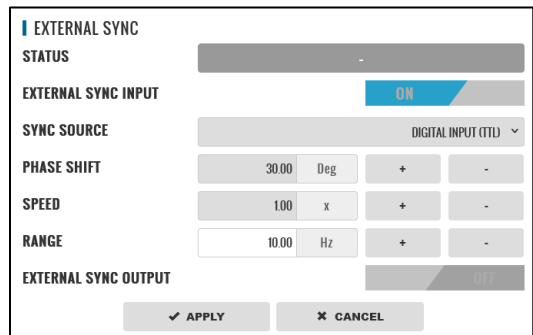 EXTERNAL SYNC
STATUS -
EXTERNAL SYNC INPUT ON
SYNC SOURCE DIGITAL INPUT (TTL)
PHASE SHIFT 30.00 Deg + -
SPEED 1.00 x + -
RANGE 10.00 Hz + -
EXTERNAL SYNC OUTPUT OFF
✔ APPLY ✖ CANCEL